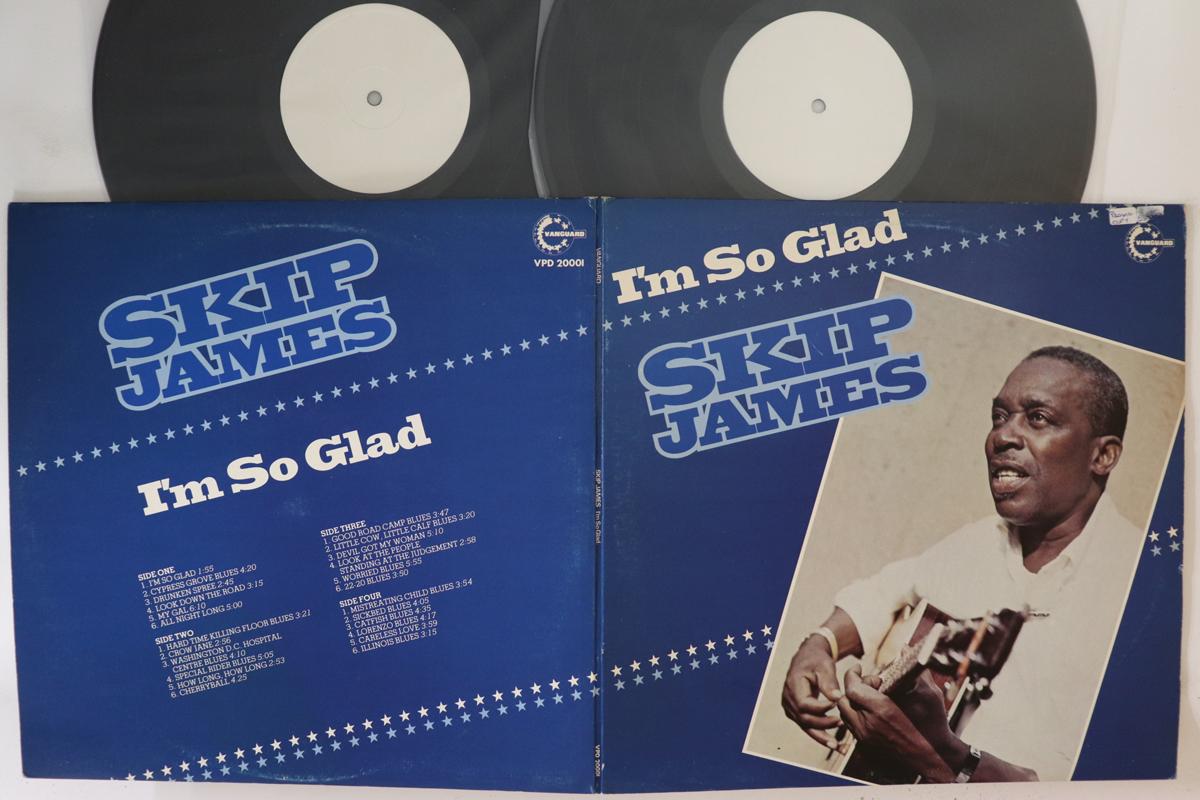 SKIP
JAMES
VANGUARD
VPD 20001
I'm So Glad
SIDE ONE
1. I'M SO GLAD 1:55
2. CYPRESS GROVE BLUES 4:20
3. DRUNKEN SPREE 2:45
4. LOOK DOWN THE ROAD 3:15
5. MY GAL 6:10
6. ALL NIGHT LONG 5:00
SIDE TWO
1. HARD TIME KILLING FLOOR BLUES 3:21
2. CROW JANE 2:56
3. WASHINGTON D.C. HOSPITAL
CENTRE BLUES 4:10
4. SPECIAL RIDER BLUES 5:05
5. HOW LONG, HOW LONG 2:53
6. CHERRYBALL 4.25
SIDE THREE
1. GOOD ROAD CAMP BLUES 3:47
2. LITTLE COW, LITTLE CALF BLUES 3:20
3. DEVIL GOT MY WOMAN 5:10
4. LOOK AT THE PEOPLE
STANDING AT THE JUDGEMENT 2:58
5. WORRIED BLUES 5:55
6. 22-20 BLUES 3:50
SIDE FOUR
1. MISTREATING CHILD BLUES 3:54
2. SICKBED BLUES 4:05
3. CATFISH BLUES 4:35
4. LORENZO BLUES 4:17
5. CARELESS LOVE 3:59
6. ILLINOIS BLUES 3:15
VANGUARD
SKIP JAMES I'm So Glad
VPD 20001
I'm So Glad
SKIP
JAMES
VANGUARD